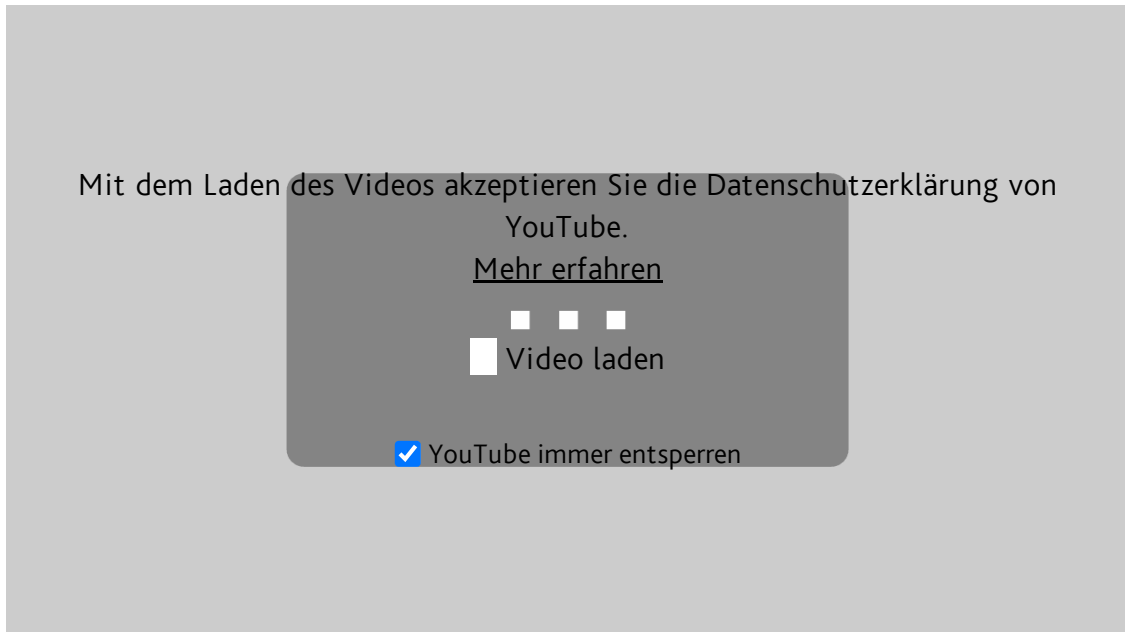 Mit dem Laden des Videos akzeptieren Sie die Datenschutzerklärung von
YouTube.
Mehr erfahren
Video laden
YouTube immer entsperren